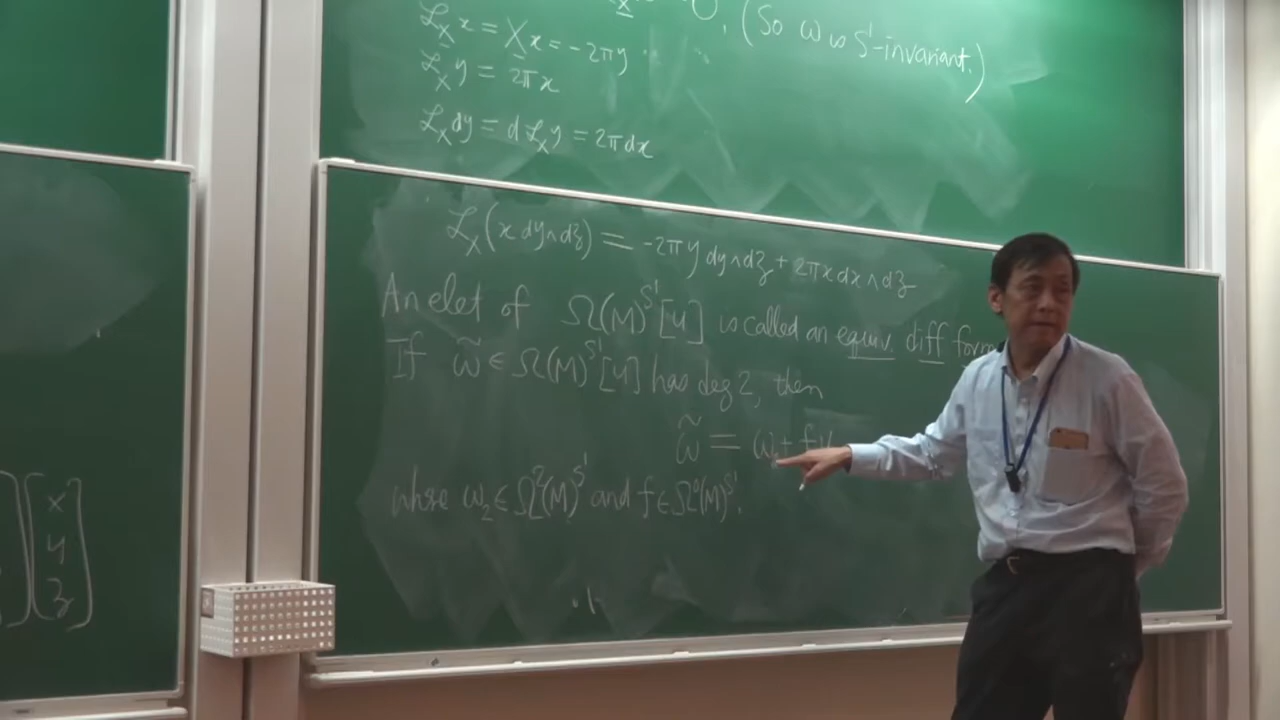 ℒ_X x = Xx = -2πy
= 0. (So ω is S¹-invariant.)
ℒ_X y = 2πx
ℒ_X dy = d ℒ_X y = 2π dx
ℒ_X (x dy∧dz) = -2πy dy∧dz + 2πx dx∧dz
An elet of Ω(M)^{S¹}[u] is called an equiv. diff form
If ω̃ ∈ Ω(M)^{S¹}[u] has deg 2, then
ω̃ = ω₂ + fu
where ω₂ ∈ Ω²(M)^{S¹} and f ∈ Ω⁰(M)^{S¹}.
x
y
z